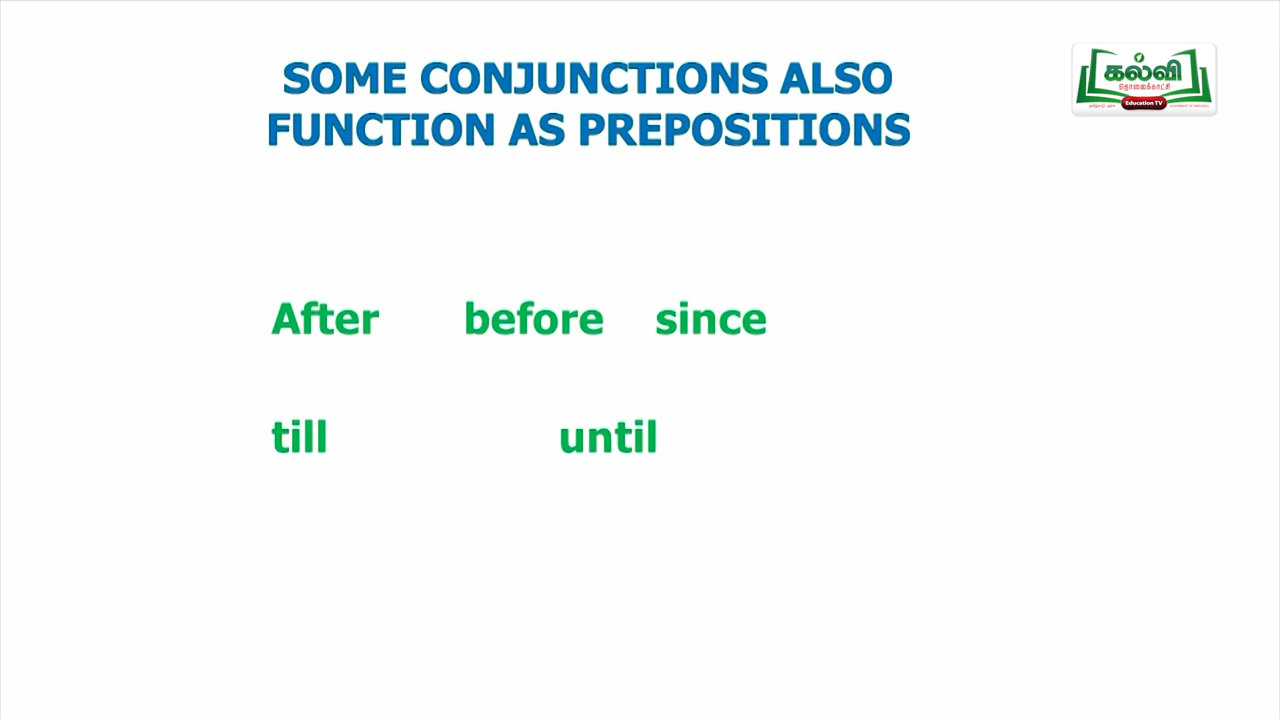 SOME CONJUNCTIONS ALSO
FUNCTION AS PREPOSITIONS
கல்வி
தொலைக்காட்சி
Education TV
After before since
till until